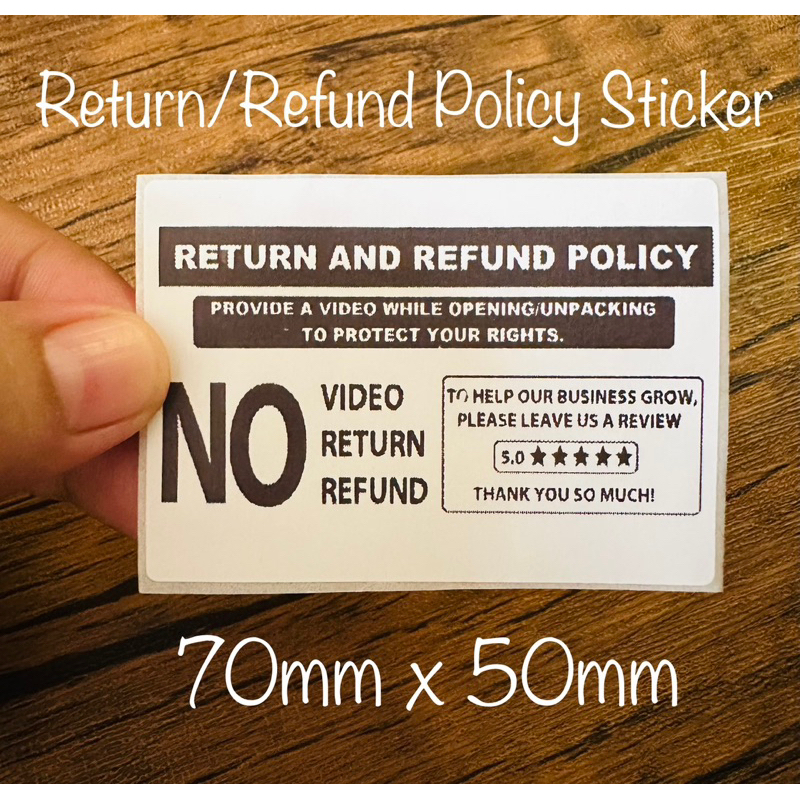 Return/Refund Policy Sticker
RETURN AND REFUND POLICY
PROVIDE A VIDEO WHILE OPENING/UNPACKING
TO PROTECT YOUR RIGHTS.
NO
VIDEO
RETURN
REFUND
TO HELP OUR BUSINESS GROW,
PLEASE LEAVE US A REVIEW
5.0 ★★★★★
THANK YOU SO MUCH!
70mm x 50mm